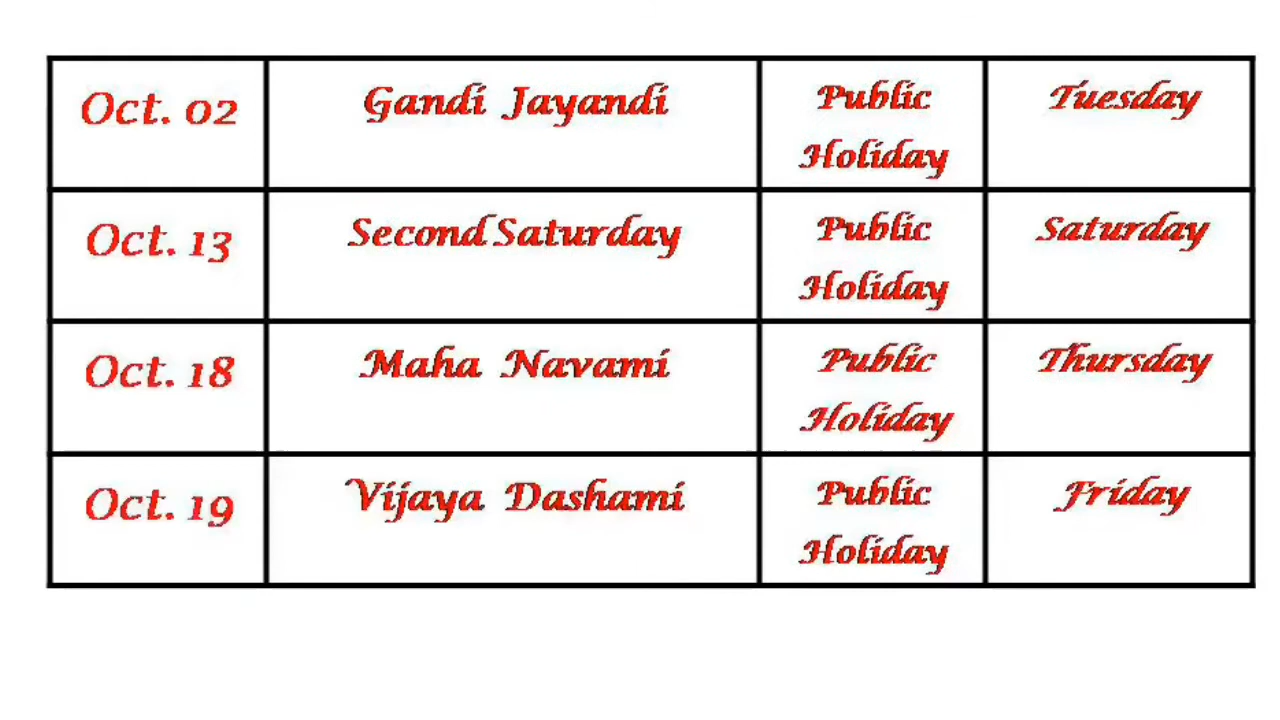 Oct. 02 Gandi Jayandi Public Holiday Tuesday
Oct. 13 Second Saturday Public Holiday Saturday
Oct. 18 Maha Navami Public Holiday Thursday
Oct. 19 Vijaya Dashami Public Holiday Friday